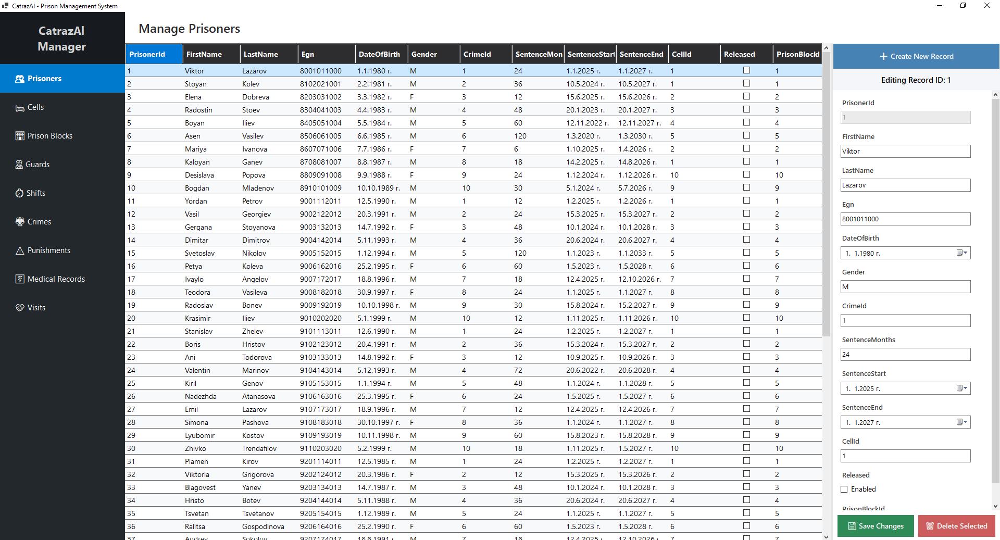 CatrazAl - Prison Management System
CatrazAl
Manager
Prisoners
Cells
Prison Blocks
Guards
Shifts
Crimes
Punishments
Medical Records
Visits
Manage Prisoners
PrisonerId FirstName LastName Egn DateOfBirth Gender CrimeId SentenceMon SentenceStart SentenceEnd CellId Released PrisonBlockI
1 Viktor Lazarov 8001011000 1.1.1980 г. M 1 24 1.1.2025 г. 1.1.2027 г. 1 1
2 Stoyan Kolev 8102021001 2.2.1981 г. M 2 36 10.5.2024 г. 10.5.2027 г. 1 1
3 Elena Dobreva 8203031002 3.3.1982 г. F 3 12 15.6.2025 г. 15.6.2026 г. 2 2
4 Radostin Stoev 8304041003 4.4.1983 г. M 4 48 20.1.2023 г. 20.1.2027 г. 3 3
5 Boyan Iliev 8405051004 5.5.1984 г. M 5 60 12.11.2022 г. 12.11.2027 г. 4 4
6 Asen Vasilev 8506061005 6.6.1985 г. M 6 120 1.3.2020 г. 1.3.2030 г. 5 5
7 Mariya Ivanova 8607071006 7.7.1986 г. F 7 6 1.10.2025 г. 1.4.2026 г. 2 2
8 Kaloyan Ganev 8708081007 8.8.1987 г. M 8 18 14.2.2025 г. 14.8.2026 г. 1 1
9 Desislava Popova 8809091008 9.9.1988 г. F 9 24 1.12.2024 г. 1.12.2026 г. 10 10
10 Bogdan Mladenov 8910101009 10.10.1989 г. M 10 30 5.1.2024 г. 5.7.2026 г. 9 9
11 Yordan Petrov 9001112011 12.5.1990 г. M 1 12 1.2.2025 г. 1.2.2026 г. 1 1
12 Vasil Georgiev 9002122012 20.3.1991 г. M 2 24 15.3.2025 г. 15.3.2027 г. 2 2
13 Gergana Stoyanova 9003132013 14.7.1992 г. F 3 48 10.1.2024 г. 10.1.2028 г. 3 3
14 Dimitar Dimitrov 9004142014 5.11.1993 г. M 4 36 20.6.2024 г. 20.6.2027 г. 4 4
15 Svetoslav Nikolov 9005152015 1.12.1994 г. M 5 120 1.1.2023 г. 1.1.2033 г. 5 5
16 Petya Koleva 9006162016 25.2.1995 г. F 6 60 1.5.2023 г. 1.5.2028 г. 6 6
17 Ivaylo Angelov 9007172017 18.8.1996 г. M 7 18 12.4.2025 г. 12.10.2026 г. 7 7
18 Teodora Vasileva 9008182018 30.9.1997 г. F 8 24 1.1.2025 г. 1.1.2027 г. 8 8
19 Radoslav Bonev 9009192019 10.10.1998 г. M 9 30 15.8.2024 г. 15.2.2027 г. 9 9
20 Krasimir Iliev 9010202020 5.1.1999 г. M 10 12 1.11.2025 г. 1.11.2026 г. 10 10
21 Stanislav Zhelev 9101113011 12.6.1990 г. M 1 24 1.2.2025 г. 1.2.2027 г. 1 1
22 Boris Hristov 9102123012 20.4.1991 г. M 2 36 15.3.2024 г. 15.3.2027 г. 2 2
23 Ani Todorova 9103133013 14.8.1992 г. F 3 12 10.9.2025 г. 10.9.2026 г. 3 3
24 Valentin Marinov 9104143014 5.12.1993 г. M 4 72 20.6.2022 г. 20.6.2028 г. 4 4
25 Kiril Genov 9105153015 1.1.1994 г. M 5 48 1.1.2024 г. 1.1.2028 г. 5 5
26 Nadezhda Atanasova 9106163016 25.3.1995 г. F 6 24 1.5.2025 г. 1.5.2027 г. 6 6
27 Emil Lazarov 9107173017 18.9.1996 г. M 7 12 12.4.2025 г. 12.4.2026 г. 7 7
28 Simona Pashova 9108183018 30.10.1997 г. F 8 36 1.1.2024 г. 1.1.2027 г. 8 8
29 Lyubomir Kostov 9109193019 10.11.1998 г. M 9 60 15.8.2023 г. 15.8.2028 г. 9 9
30 Zhivko Trendafilov 9110203020 5.2.1999 г. M 10 18 1.11.2025 г. 1.5.2027 г. 10 10
31 Plamen Kirov 9201114011 12.5.1985 г. M 1 24 1.2.2025 г. 1.2.2027 г. 1 1
32 Viktoria Grigorova 9202124012 20.3.1986 г. F 2 12 15.3.2025 г. 15.3.2026 г. 2 2
33 Blagovest Yanev 9203134013 14.7.1987 г. M 3 48 10.1.2024 г. 10.1.2028 г. 3 3
34 Hristo Botev 9204144014 5.11.1988 г. M 4 36 20.6.2024 г. 20.6.2027 г. 4 4
35 Tsvetan Tsvetanov 9205154015 1.12.1989 г. M 5 24 1.1.2025 г. 1.1.2027 г. 5 5
36 Ralitsa Gospodinova 9206164016 25.2.1990 г. F 6 60 1.5.2023 г. 1.5.2028 г. 6 6
37 Andrey Sokolov 9207174017 18.8.1991 г. M 7 18 12.4.2025 г. 12.10.2026 г. 7 7
Create New Record
Editing Record ID: 1
PrisonerId
1
FirstName
Viktor
LastName
Lazarov
Egn
8001011000
DateOfBirth
1. 1.1980 г.
Gender
M
CrimeId
1
SentenceMonths
24
SentenceStart
1. 1.2025 г.
SentenceEnd
1. 1.2027 г.
CellId
1
Released
Enabled
PrisonBlockId
Save Changes
Delete Selected